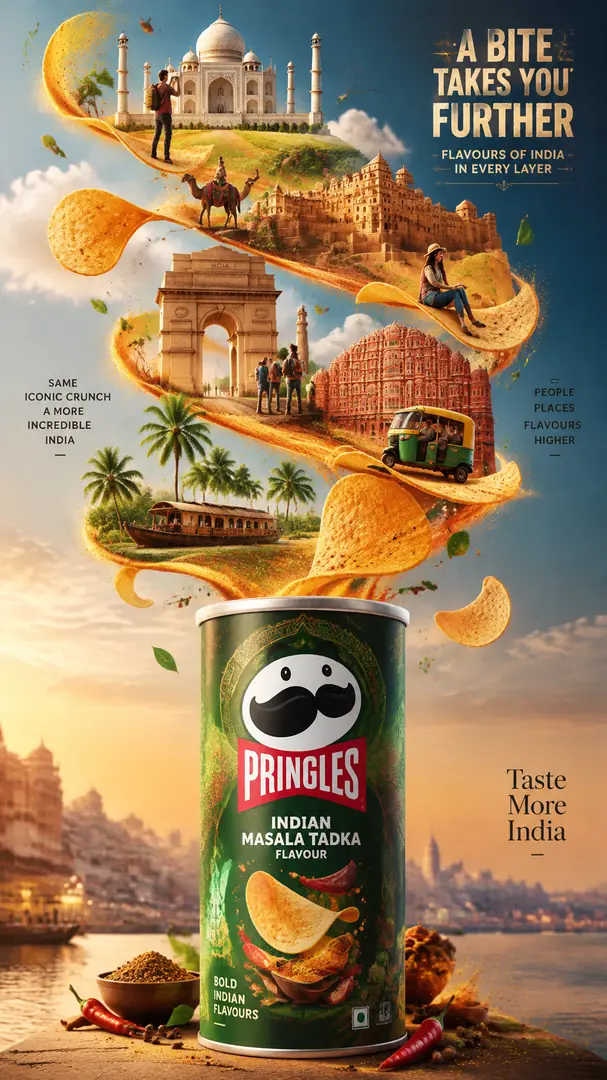 A BITE
TAKES YOU
FURTHER
FLAVOURS OF INDIA
IN EVERY LAYER
INDIA
SAME
ICONIC CRUNCH
A MORE
INCREDIBLE
INDIA
PEOPLE
PLACES
FLAVOURS
HIGHER
PRINGLES
INDIAN
MASALA TADKA
FLAVOUR
BOLD
INDIAN
FLAVOURS
Taste
More
India